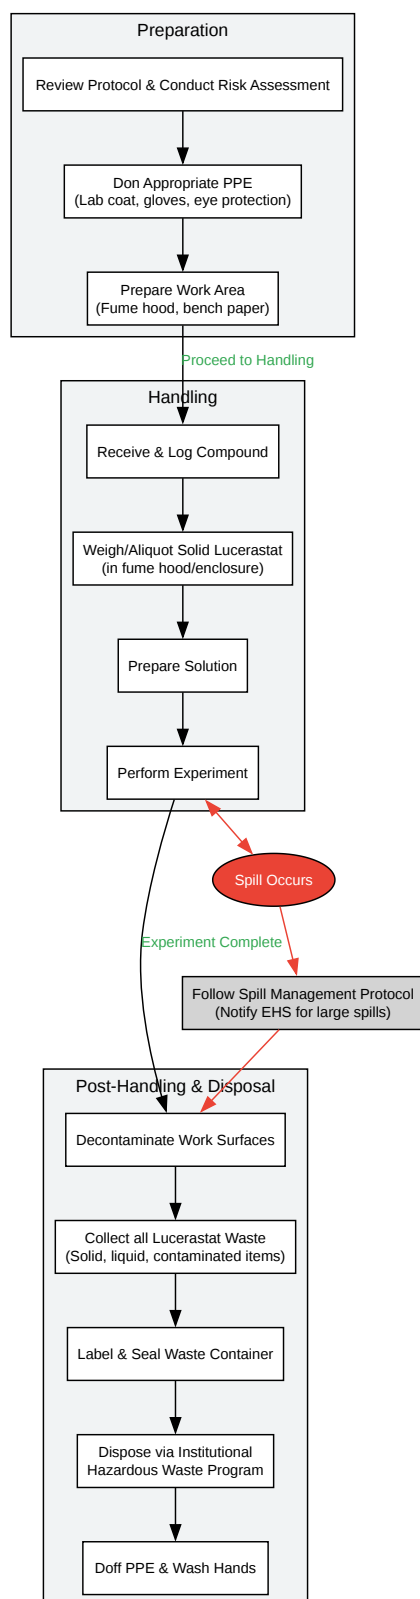 Preparation
Review Protocol & Conduct Risk Assessment
Don Appropriate PPE
(Lab coat, gloves, eye protection)
Prepare Work Area
(Fume hood, bench paper)
Proceed to Handling
Handling
Receive & Log Compound
Weigh/Aliquot Solid Lucerastat
(in fume hood/enclosure)
Prepare Solution
Perform Experiment
Spill Occurs
Experiment Complete
Follow Spill Management Protocol
(Notify EHS for large spills)
Post-Handling & Disposal
Decontaminate Work Surfaces
Collect all Lucerastat Waste
(Solid, liquid, contaminated items)
Label & Seal Waste Container
Dispose via Institutional
Hazardous Waste Program
Doff PPE & Wash Hands